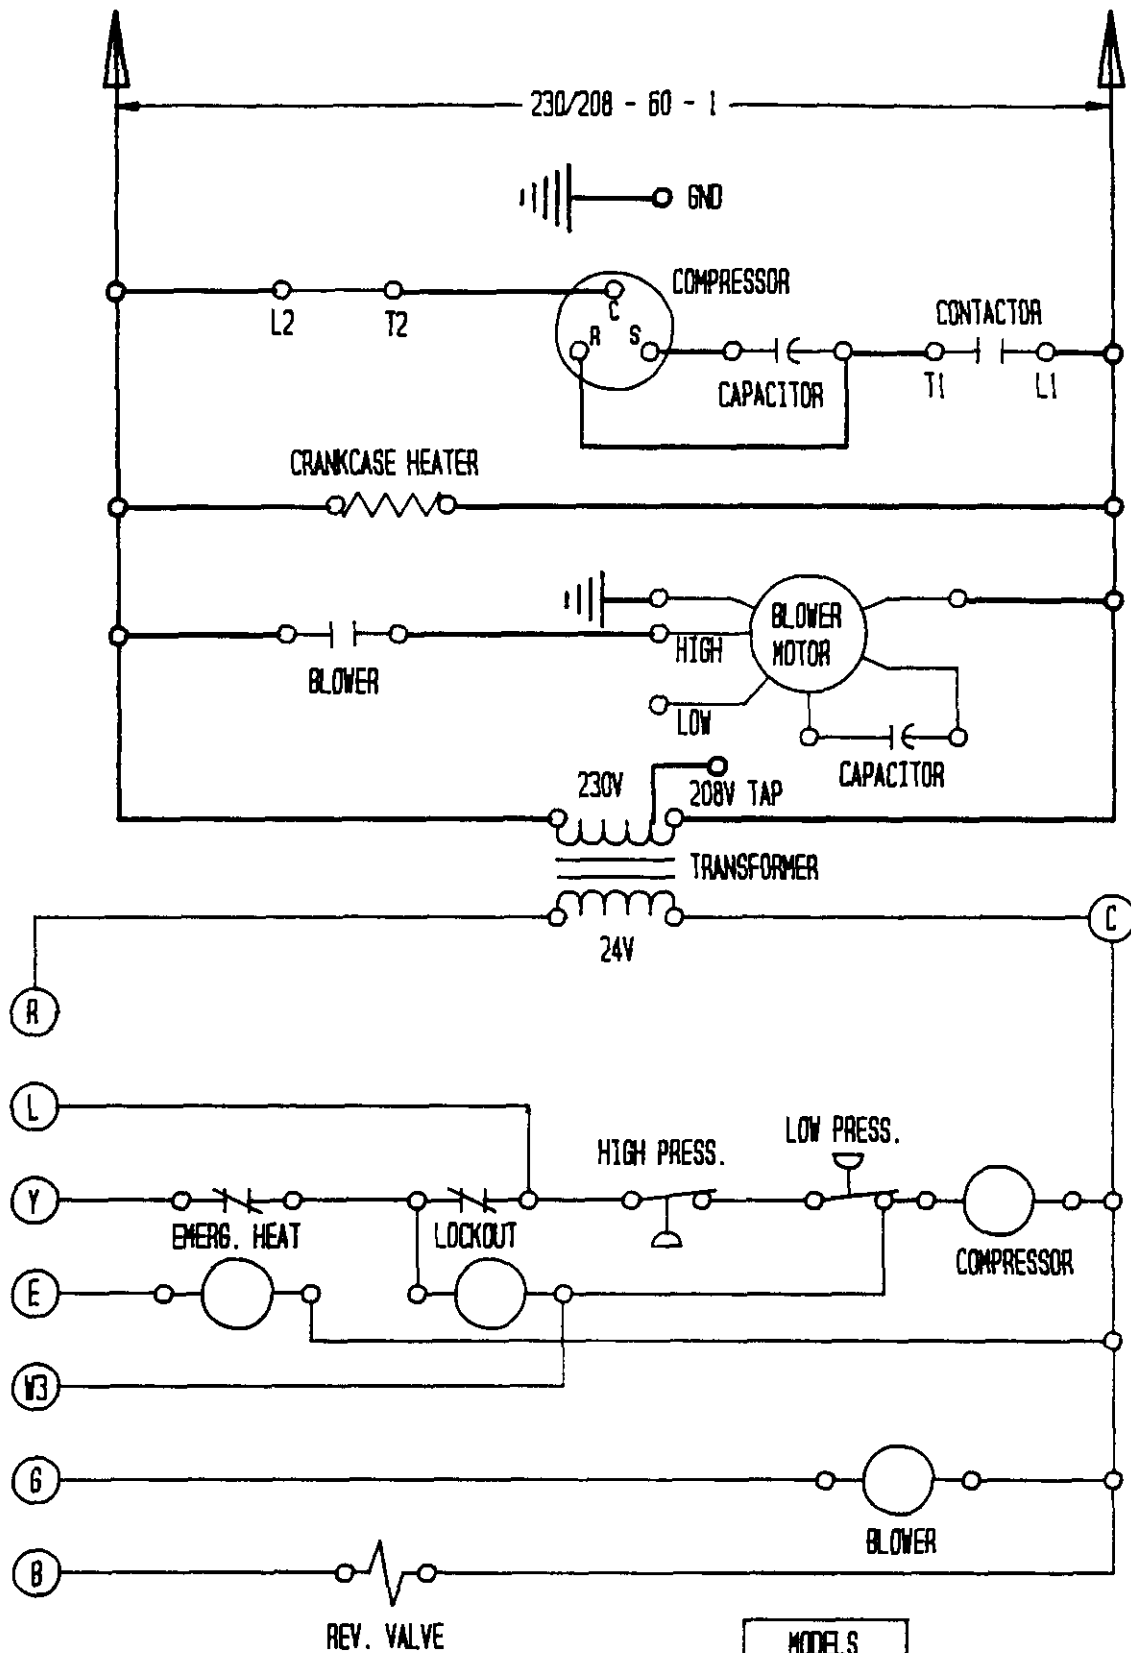 230/208 - 60 - 1
GND
COMPRESSOR
C
R S
L2 T2
CONTACTOR
CAPACITOR
T1 L1
CRANKCASE HEATER
BLOWER
MOTOR
HIGH
BLOWER
LOW
CAPACITOR
230V 208V TAP
TRANSFORMER
24V
C
R
L
LOW PRESS.
HIGH PRESS.
Y
EMERG. HEAT LOCKOUT
COMPRESSOR
E
W3
G
BLOWER
B
REV. VALVE
MODELS